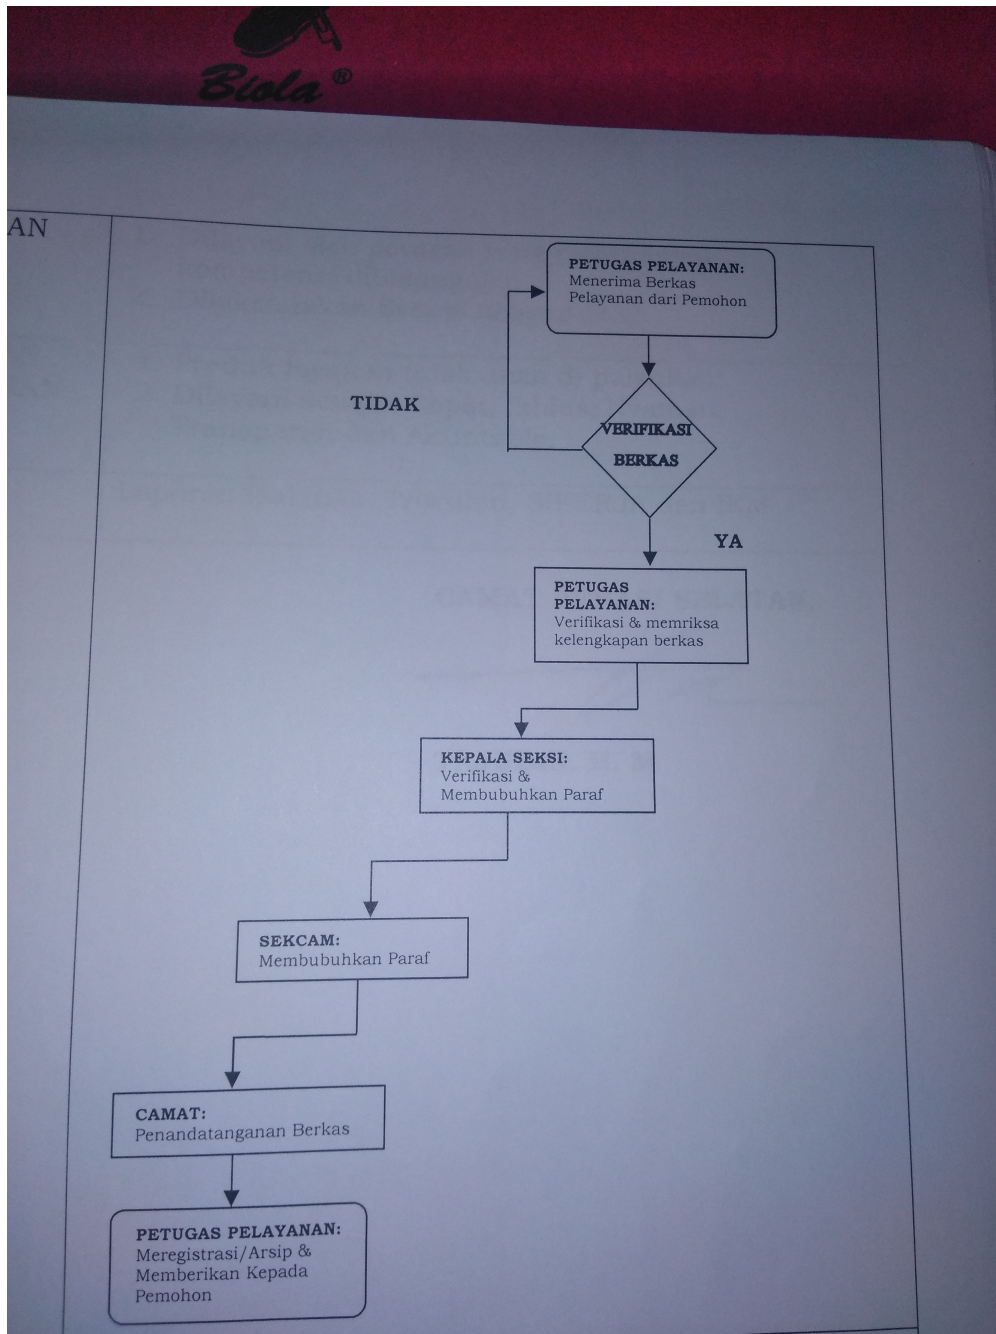 Biola®
AN
PETUGAS PELAYANAN:
Menerima Berkas
Pelayanan dari Pemohon
TIDAK
VERIFIKASI
BERKAS
YA
PETUGAS
PELAYANAN:
Verifikasi & memriksa
kelengkapan berkas
KEPALA SEKSI:
Verifikasi &
Membubuhkan Paraf
SEKCAM:
Membubuhkan Paraf
CAMAT:
Penandatanganan Berkas
PETUGAS PELAYANAN:
Meregistrasi/Arsip &
Memberikan Kepada
Pemohon